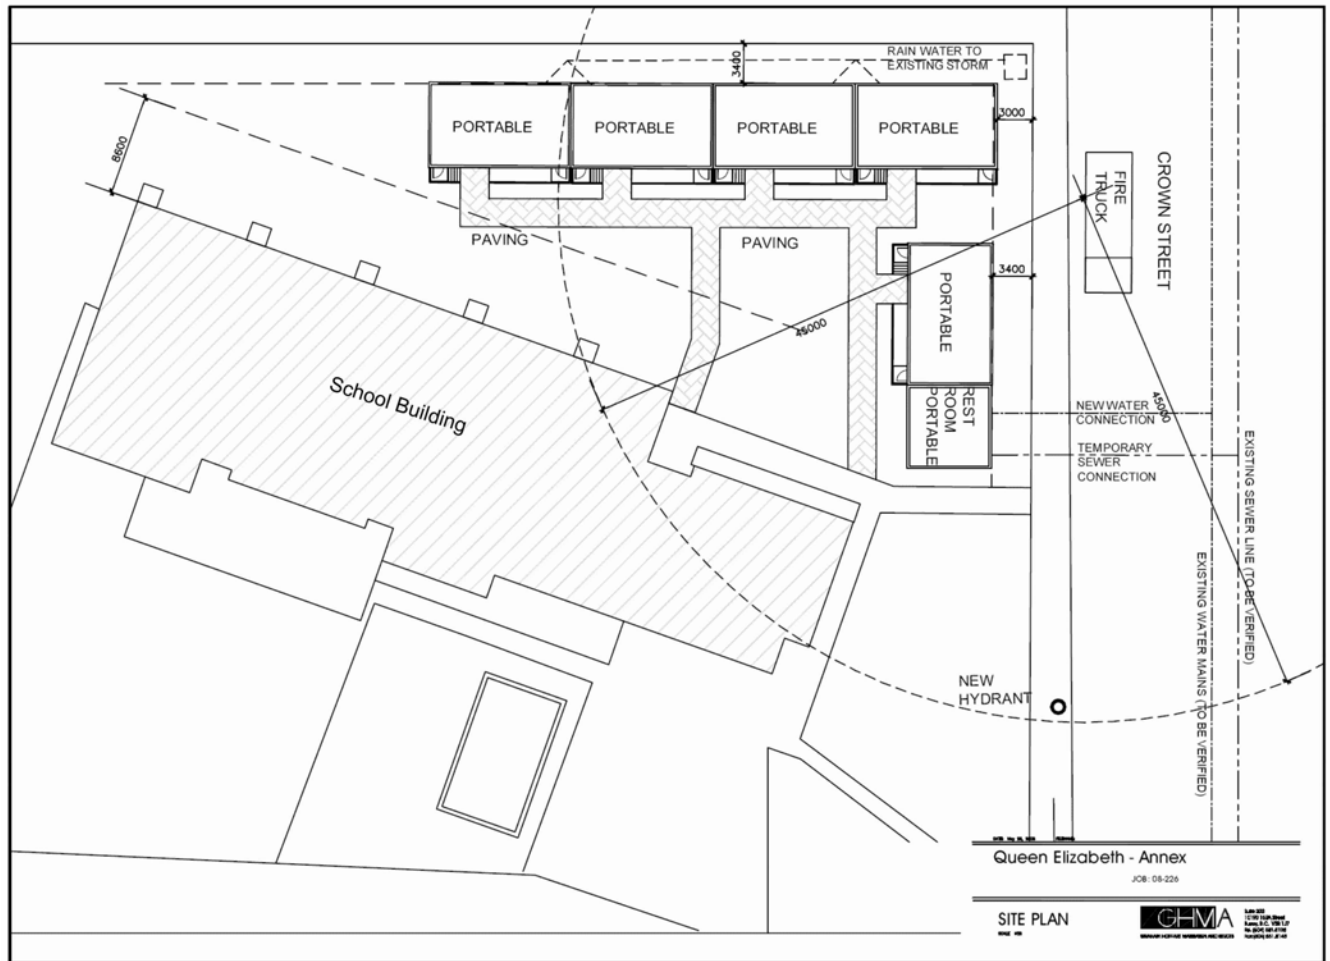 RAIN WATER TO
EXISTING STORM
3400
3000
8600
PORTABLE
PORTABLE
PORTABLE
PORTABLE
FIRE
TRUCK
CROWN STREET
PAVING
PAVING
3400
PORTABLE
45000
School Building
REST
ROOM
PORTABLE
NEW WATER
CONNECTION
45000
TEMPORARY
SEWER
CONNECTION
EXISTING SEWER LINE (TO BE VERIFIED)
EXISTING WATER MAINS (TO BE VERIFIED)
NEW
HYDRANT
Queen Elizabeth - Annex
JOB: 08-226
SITE PLAN
GHMA